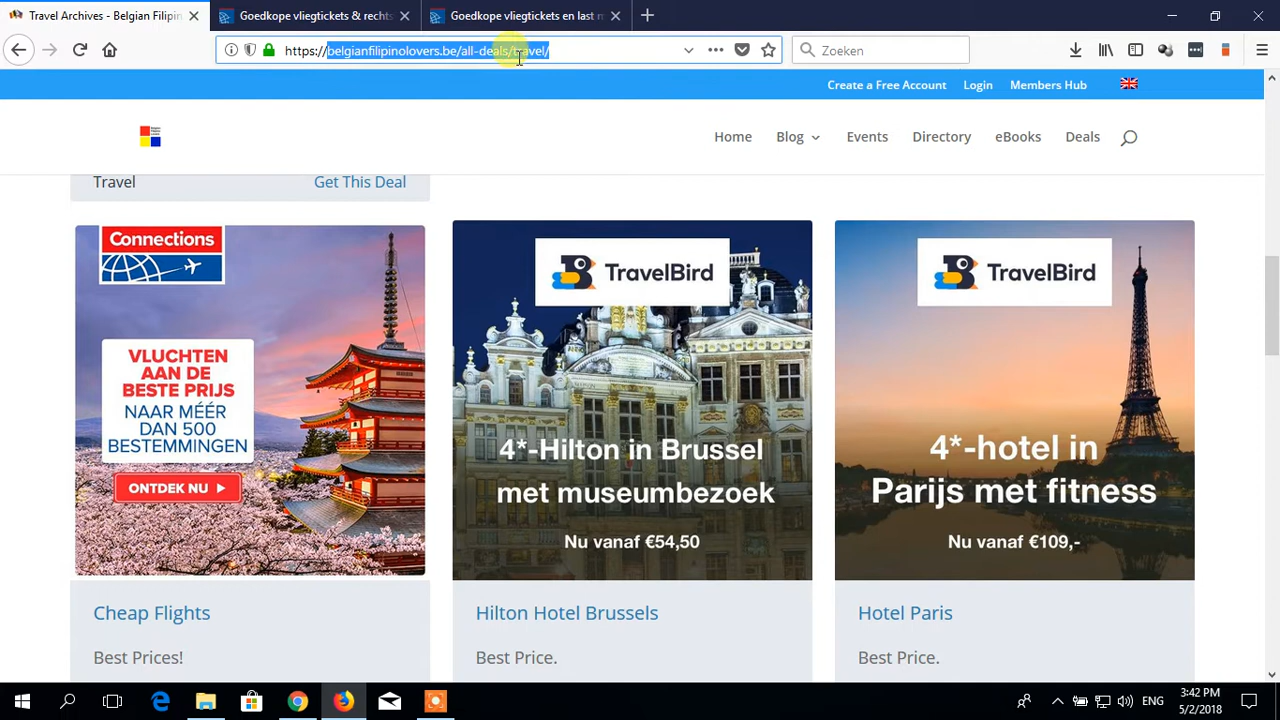 Travel Archives - Belgian Filipin
Goedkope vliegtickets & rechts
Goedkope vliegtickets en last m
https://belgianfilipinolovers.be/all-deals/travel/
Zoeken
Create a Free Account
Login
Members Hub
Home
Blog
Events
Directory
eBooks
Deals
Travel
Get This Deal
Connections
VLUCHTEN
AAN DE
BESTE PRIJS
NAAR MÉÉR
DAN 500
BESTEMMINGEN
ONTDEK NU
TravelBird
4*-Hilton in Brussel
met museumbezoek
Nu vanaf €54,50
TravelBird
4*-hotel in
Parijs met fitness
Nu vanaf €109,-
Cheap Flights
Hilton Hotel Brussels
Hotel Paris
Best Prices!
Best Price.
Best Price.
ENG
3:42 PM
5/2/2018